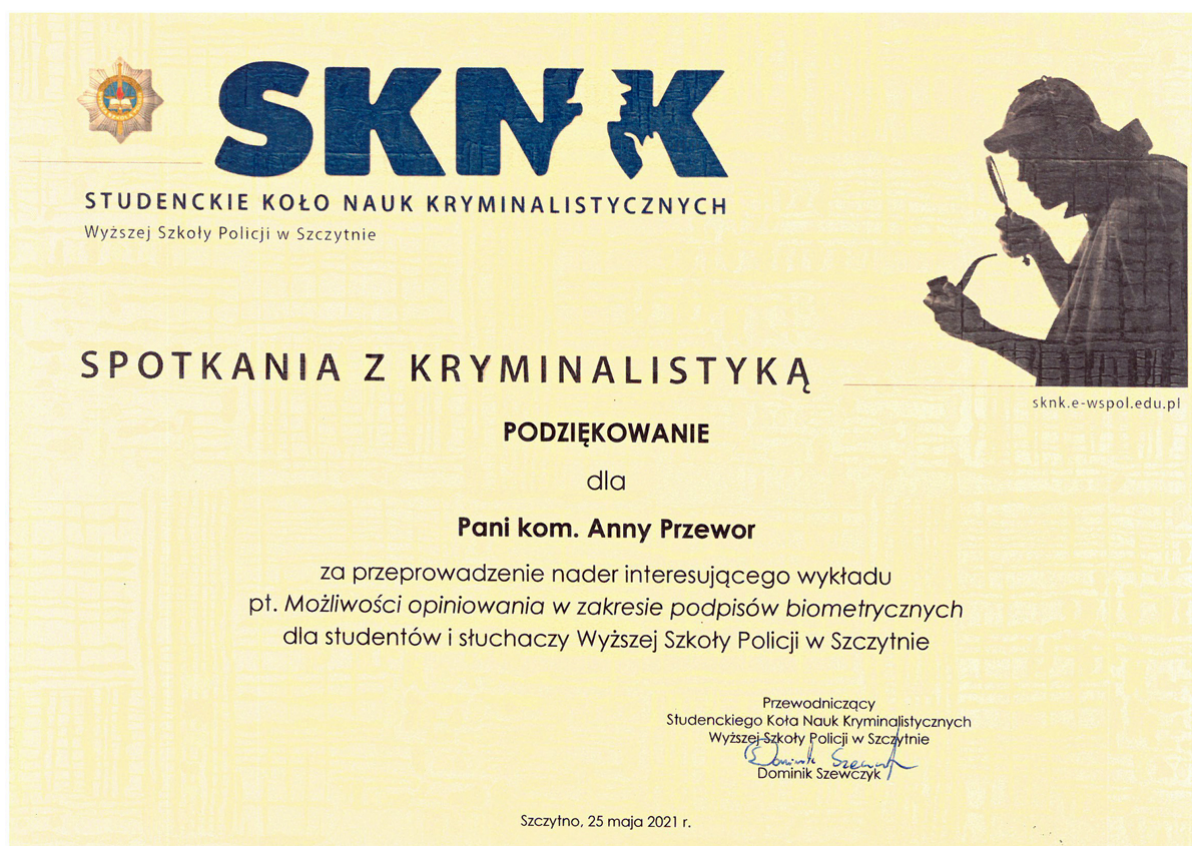 SKNK
STUDENCKIE KOŁO NAUK KRYMINALISTYCZNYCH
Wyższej Szkoły Policji w Szczytnie
SPOTKANIA Z KRYMINALISTYKĄ
sknk.e-wspol.edu.pl
PODZIĘKOWANIE
dla
Pani kom. Anny Przewor
za przeprowadzenie nader interesującego wykładu
pt. Możliwości opiniowania w zakresie podpisów biometrycznych
dla studentów i słuchaczy Wyższej Szkoły Policji w Szczytnie
Przewodniczący
Studenckiego Koła Nauk Kryminalistycznych
Wyższej Szkoły Policji w Szczytnie
Dominik Szewczyk
Dominik Szewczyk
Szczytno, 25 maja 2021 r.